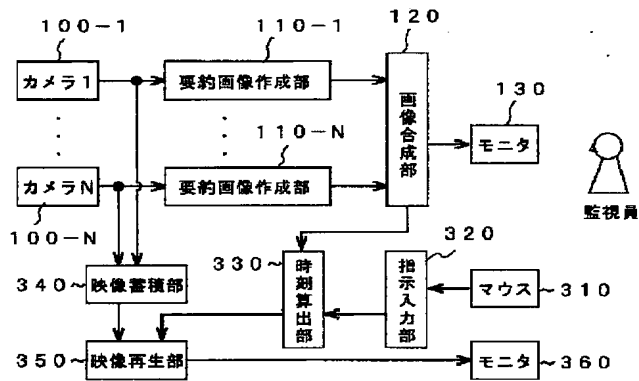 100-1
110-1
120
カメラ1
要約画像作成部
画像合成部
130
モニタ
110-N
カメラN
要約画像作成部
監視員
100-N
340
映像蓄積部
330
時刻算出部
320
指示入力部
マウス
310
350
映像再生部
モニタ
360